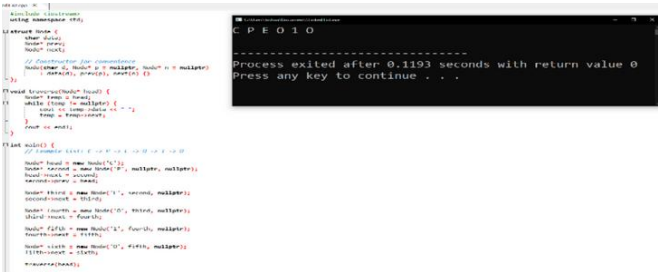 #include <iostream>
using namespace std;
struct Node {
char data;
Node* prev;
Node* next;
// Constructor for convenience
Node(char d, Node* p = nullptr, Node* n = nullptr)
: data(d), prev(p), next(n) {}
};
void traverse(Node* head) {
Node* temp = head;
while (temp != nullptr) {
cout << temp->data << " ";
temp = temp->next;
}
cout << endl;
}
int main() {
Node* head = new Node('C');
Node* second = new Node('P', nullptr, nullptr);
head->next = second;
second->prev = head;
Node* third = new Node('E', second, nullptr);
second->next = third;
Node* fourth = new Node('O', third, nullptr);
third->next = fourth;
Node* fifth = new Node('1', fourth, nullptr);
fourth->next = fifth;
Node* sixth = new Node('O', fifth, nullptr);
fifth->next = sixth;
traverse(head);
C P E O 1 O
--------------------------------
Process exited after 0.1193 seconds with return value 0
Press any key to continue . . .